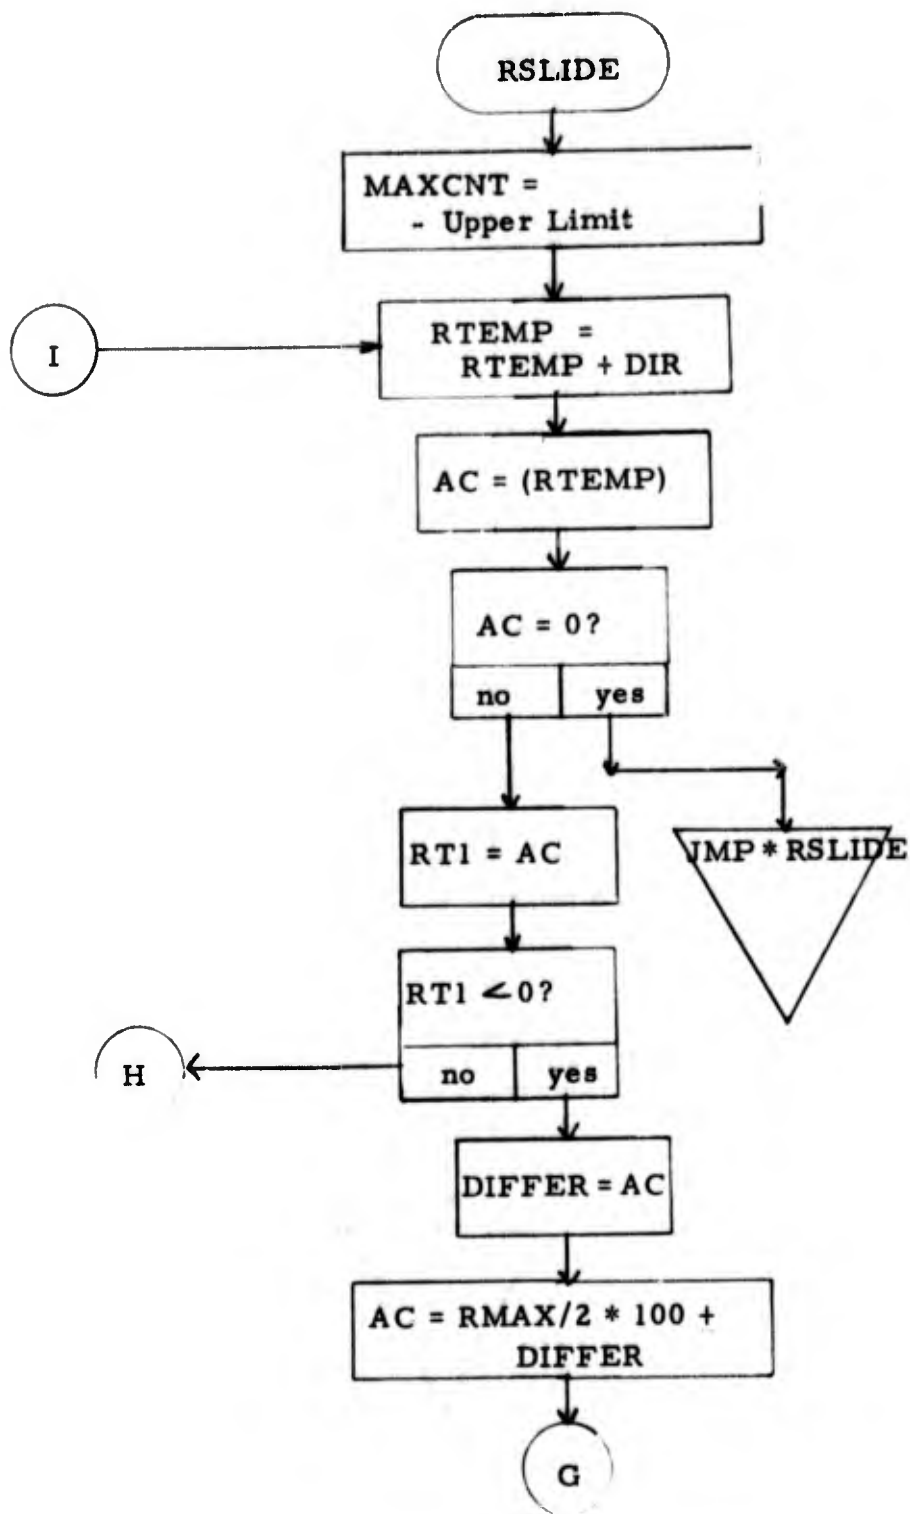 RSLIDE
MAXCNT =
- Upper Limit
I
RTEMP =
RTEMP + DIR
AC = (RTEMP)
AC = 0?
no yes
RT1 = AC
JMP * RSLIDE
RT1 < 0?
no yes
H
DIFFER = AC
AC = RMAX/2 * 100 +
DIFFER
G